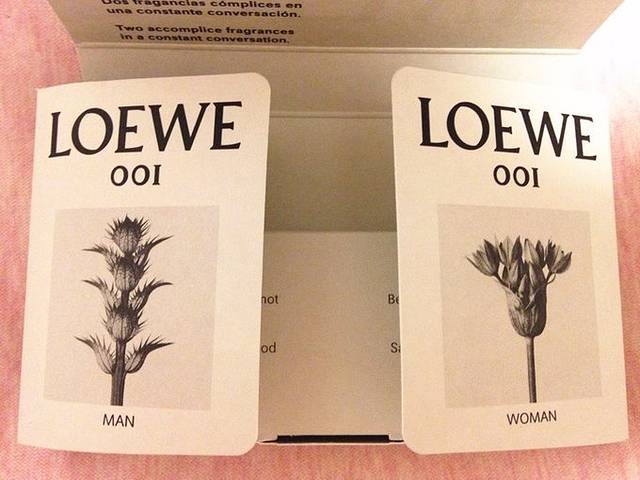 Dos fragancias cómplices en
una constante conversación.
Two accomplice fragrances
in a constant conversation.
LOEWE
001
MAN
LOEWE
001
WOMAN